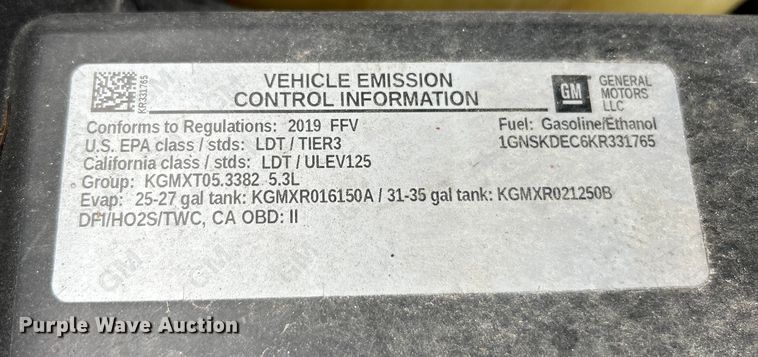 VEHICLE EMISSION
CONTROL INFORMATION
KR331765
GM
GENERAL
MOTORS
LLC
Conforms to Regulations: 2019 FFV
Fuel: Gasoline/Ethanol
U.S. EPA class / stds: LDT / TIER3
1GNSKDEC6KR331765
California class / stds: LDT / ULEV125
Group: KGMXT05.3382 5.3L
Evap: 25-27 gal tank: KGMXR016150A / 31-35 gal tank: KGMXR021250B
DFI/HO2S/TWC, CA OBD: II
Purple Wave Auction